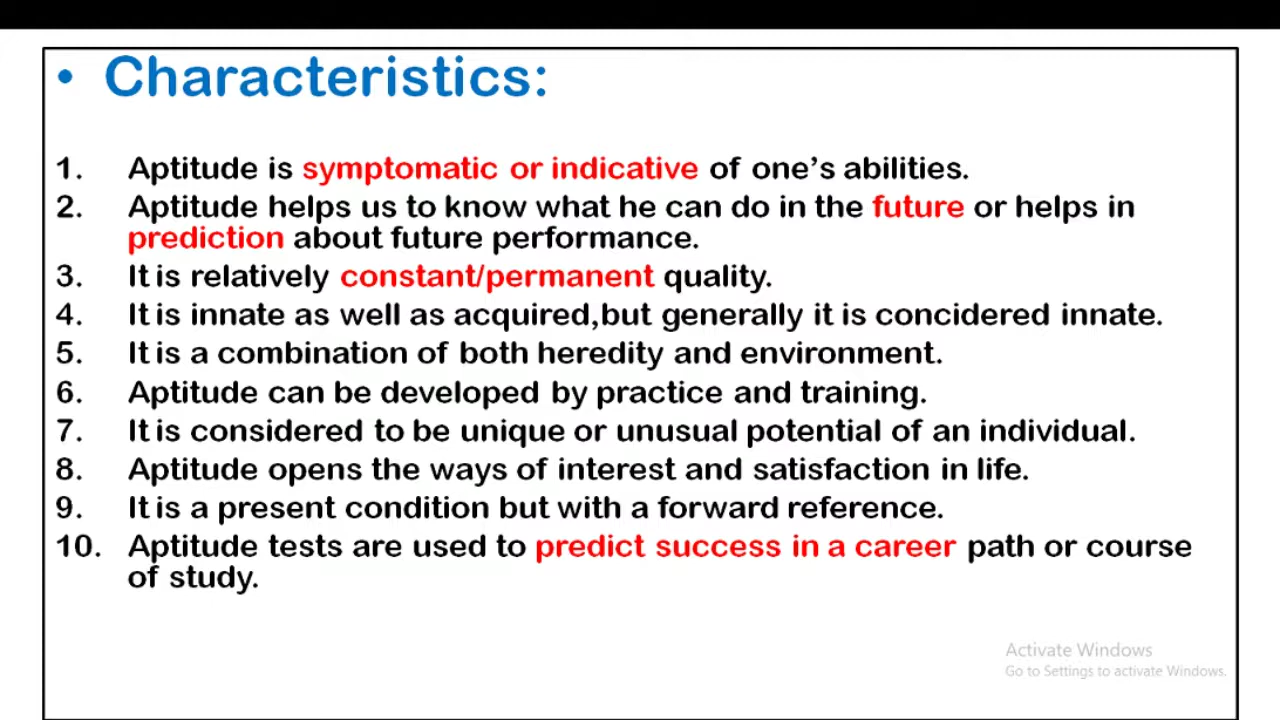 • Characteristics:
1. Aptitude is symptomatic or indicative of one’s abilities.
2. Aptitude helps us to know what he can do in the future or helps in
prediction about future performance.
3. It is relatively constant/permanent quality.
4. It is innate as well as acquired,but generally it is concidered innate.
5. It is a combination of both heredity and environment.
6. Aptitude can be developed by practice and training.
7. It is considered to be unique or unusual potential of an individual.
8. Aptitude opens the ways of interest and satisfaction in life.
9. It is a present condition but with a forward reference.
10. Aptitude tests are used to predict success in a career path or course
of study.
Activate Windows
Go to Settings to activate Windows.